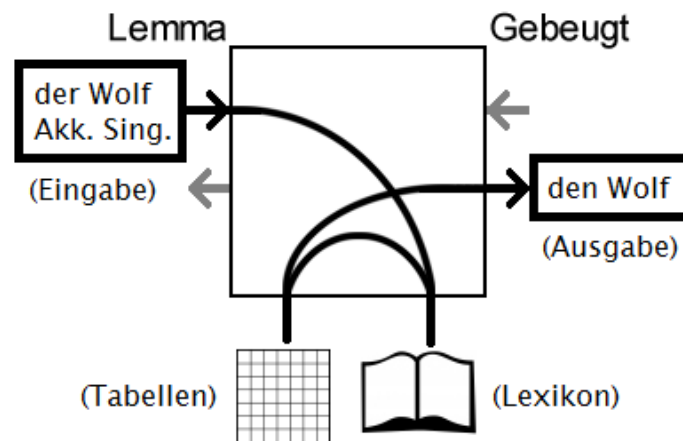 Lemma
Gebeugt
der Wolf
Akk. Sing.
(Eingabe)
den Wolf
(Ausgabe)
(Tabellen)
(Lexikon)